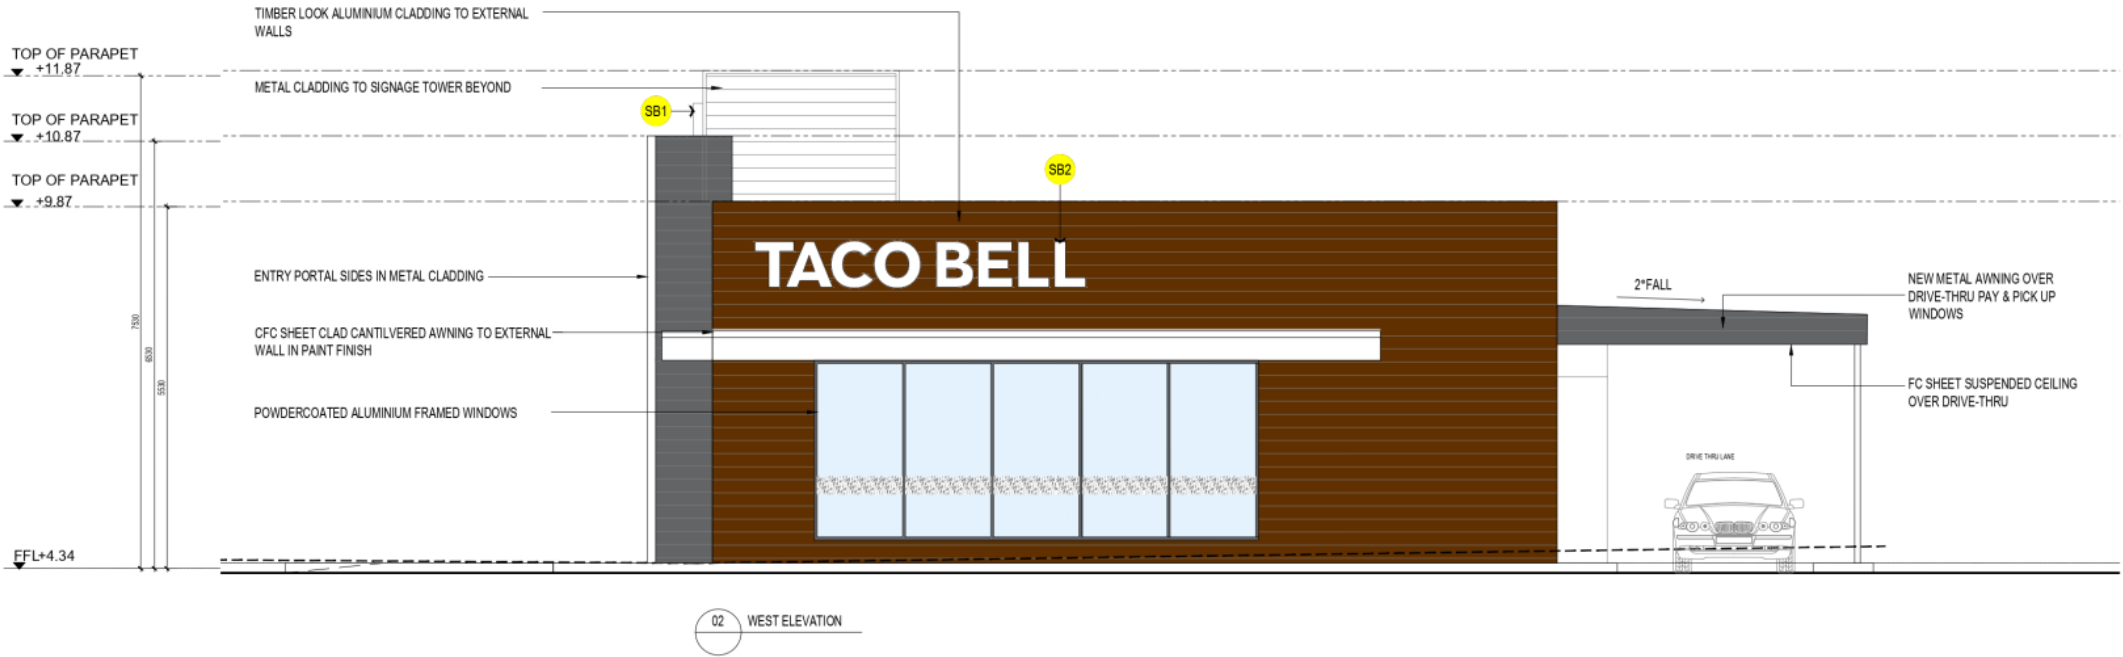 TIMBER LOOK ALUMINIUM CLADDING TO EXTERNAL
WALLS
TOP OF PARAPET
+11.87
METAL CLADDING TO SIGNAGE TOWER BEYOND
SB1
TOP OF PARAPET
+10.87
SB2
TOP OF PARAPET
+9.87
TACO BELL
ENTRY PORTAL SIDES IN METAL CLADDING
2°FALL
NEW METAL AWNING OVER
DRIVE-THRU PAY & PICK UP
WINDOWS
7530
6530
5530
CFC SHEET CLAD CANTILVERED AWNING TO EXTERNAL
WALL IN PAINT FINISH
FC SHEET SUSPENDED CEILING
OVER DRIVE-THRU
POWDERCOATED ALUMINIUM FRAMED WINDOWS
DRIVE THRU LANE
FFL+4.34
02 WEST ELEVATION